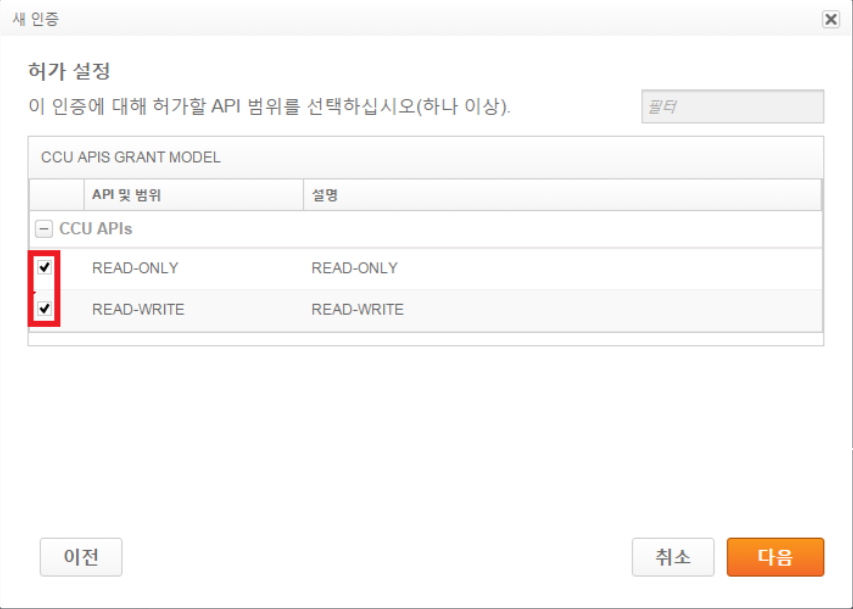 새 인증
허가 설정
이 인증에 대해 허가할 API 범위를 선택하십시오(하나 이상).
필터
CCU APIS GRANT MODEL
API 및 범위 설명
CCU APIs
READ-ONLY READ-ONLY
READ-WRITE READ-WRITE
이전 취소 다음